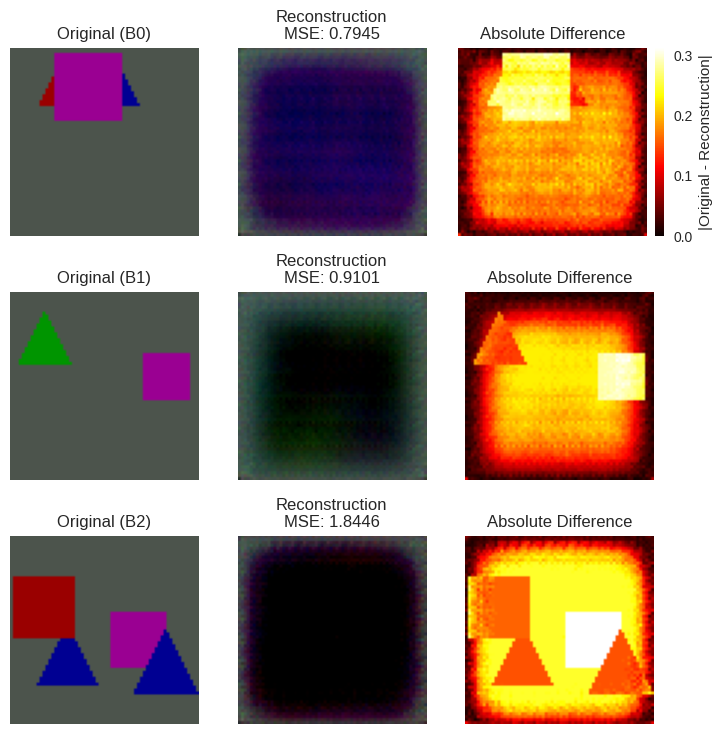 Original (B0)
Reconstruction
MSE: 0.7945
Absolute Difference
0.3
0.2
0.1
0.0
|Original - Reconstruction|
Original (B1)
Reconstruction
MSE: 0.9101
Absolute Difference
Original (B2)
Reconstruction
MSE: 1.8446
Absolute Difference